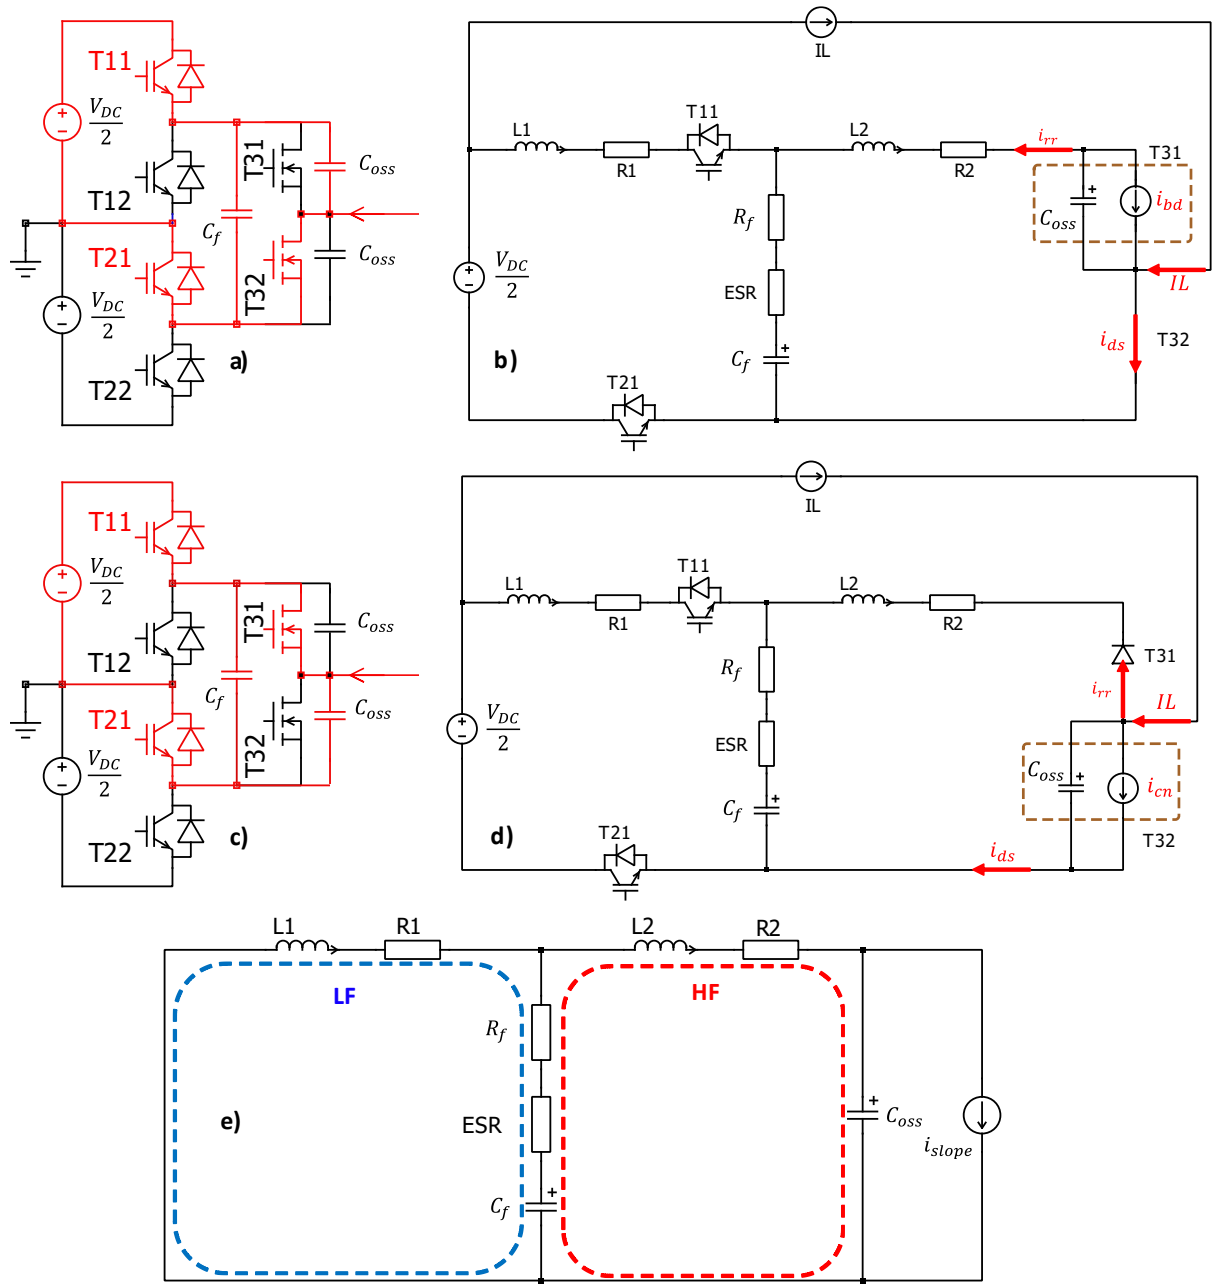 T11
V_DC/2
T12
T31
C_oss
C_f
T21
T32
C_oss
V_DC/2
T22
a)
IL
L1
R1
T11
L2
R2
i_rr
T31
C_oss
i_bd
R_f
ESR
V_DC/2
IL
i_ds
T32
C_f
T21
b)
T11
V_DC/2
T12
T31
C_oss
C_f
T21
T32
C_oss
V_DC/2
T22
c)
IL
L1
R1
T11
L2
R2
T31
i_rr
IL
R_f
ESR
V_DC/2
C_oss
i_cn
C_f
T32
T21
i_ds
d)
L1
R1
L2
R2
LF
HF
R_f
ESR
C_f
C_oss
i_slope
e)